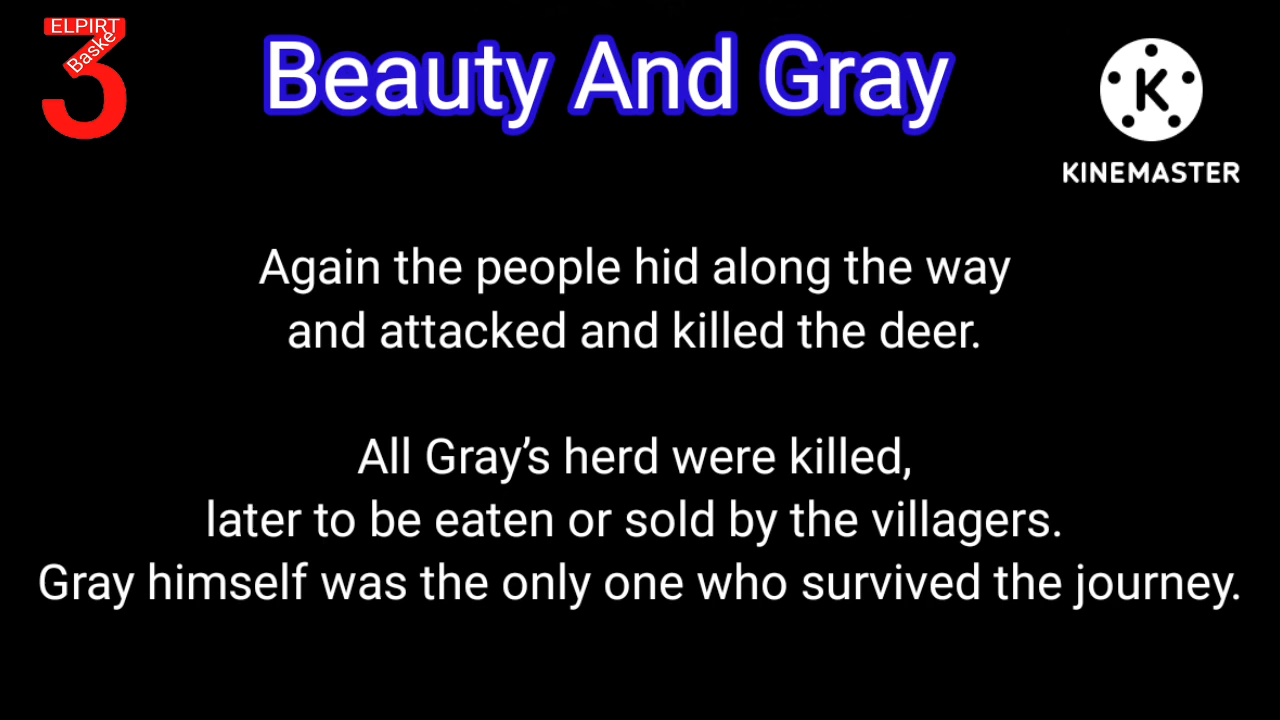 ELPIRT
Baske
3
Beauty And Gray
K
KINEMASTER
Again the people hid along the way
and attacked and killed the deer.
All Gray’s herd were killed,
later to be eaten or sold by the villagers.
Gray himself was the only one who survived the journey.